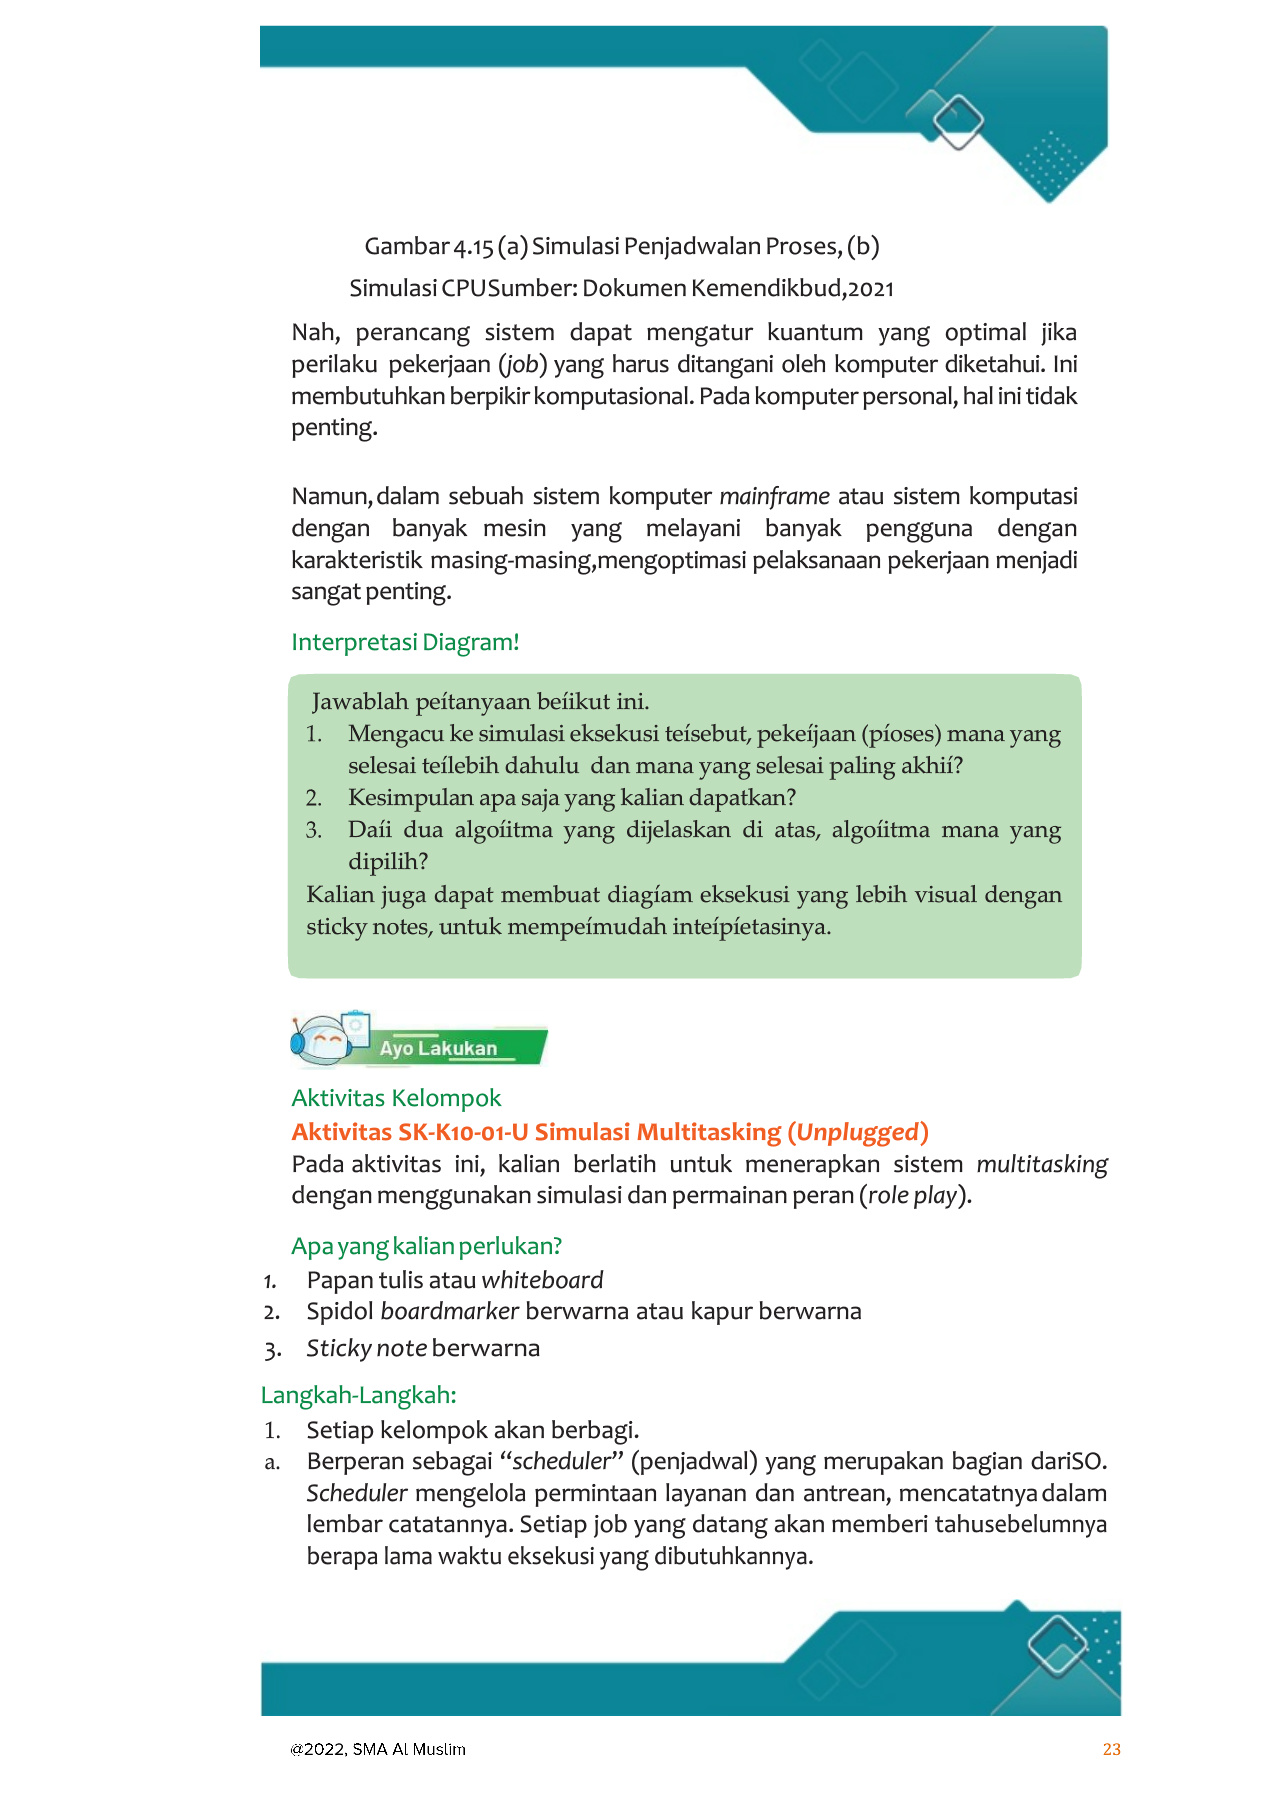 Gambar 4.15 (a) Simulasi Penjadwalan Proses, (b)
Simulasi CPUSumber: Dokumen Kemendikbud,2021
Nah, perancang sistem dapat mengatur kuantum yang optimal jika
perilaku pekerjaan (job) yang harus ditangani oleh komputer diketahui. Ini
membutuhkan berpikir komputasional. Pada komputer personal, hal ini tidak
penting.
Namun, dalam sebuah sistem komputer mainframe atau sistem komputasi
dengan banyak mesin yang melayani banyak pengguna dengan
karakteristik masing-masing,mengoptimasi pelaksanaan pekerjaan menjadi
sangat penting.
Interpretasi Diagram!
Jawablah peítanyaan beíikut ini.
1. Mengacu ke simulasi eksekusi teísebut, pekeíjaan (píoses) mana yang
selesai teílebih dahulu dan mana yang selesai paling akhií?
2. Kesimpulan apa saja yang kalian dapatkan?
3. Daíi dua algoíitma yang dijelaskan di atas, algoíitma mana yang
dipilih?
Kalian juga dapat membuat diagíam eksekusi yang lebih visual dengan
sticky notes, untuk mempeímudah inteípíetasinya.
Ayo Lakukan
Aktivitas Kelompok
Aktivitas SK-K10-01-U Simulasi Multitasking (Unplugged)
Pada aktivitas ini, kalian berlatih untuk menerapkan sistem multitasking
dengan menggunakan simulasi dan permainan peran (role play).
Apa yang kalian perlukan?
1. Papan tulis atau whiteboard
2. Spidol boardmarker berwarna atau kapur berwarna
3. Sticky note berwarna
Langkah-Langkah:
1. Setiap kelompok akan berbagi.
a. Berperan sebagai “scheduler” (penjadwal) yang merupakan bagian dariSO.
Scheduler mengelola permintaan layanan dan antrean, mencatatnya dalam
lembar catatannya. Setiap job yang datang akan memberi tahusebelumnya
berapa lama waktu eksekusi yang dibutuhkannya.
@2022, SMA Al Muslim
23